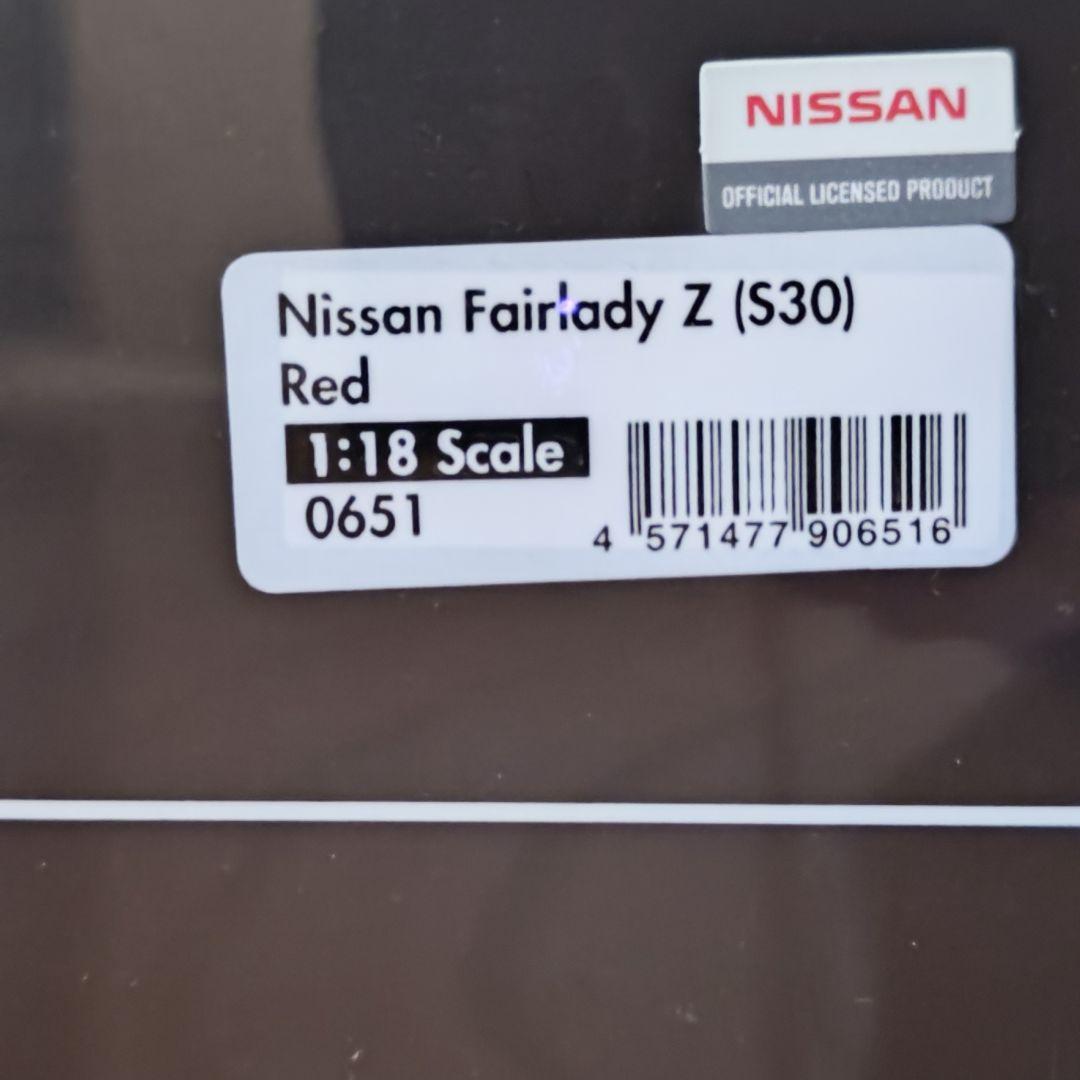 NISSAN
OFFICIAL LICENSED PRODUCT
Nissan Fairlady Z (S30)
Red
1:18 Scale
0651
4 571477 906516